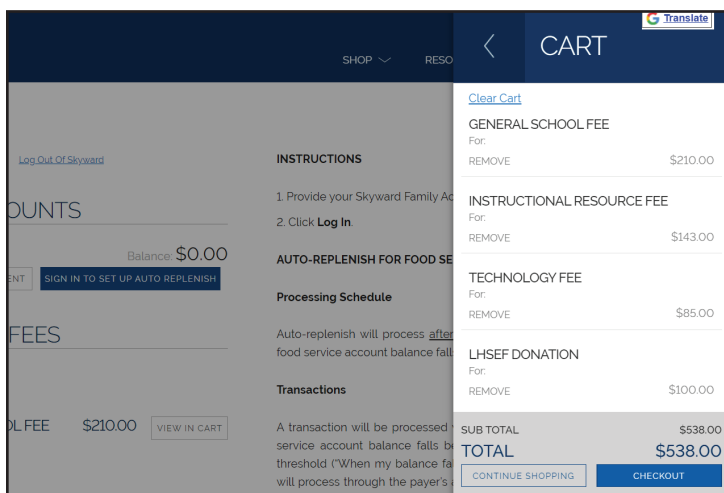 Translate
CART
SHOP
RESO
Clear Cart
GENERAL SCHOOL FEE
For:
REMOVE $210.00
INSTRUCTIONAL RESOURCE FEE
For:
REMOVE $143.00
TECHNOLOGY FEE
For:
REMOVE $85.00
LHSEF DONATION
For:
REMOVE $100.00
SUB TOTAL $538.00
TOTAL $538.00
CONTINUE SHOPPING CHECKOUT
Log Out Of Skyward
OUNTS
Balance: $0.00
ENT SIGN IN TO SET UP AUTO REPLENISH
FEES
OL FEE $210.00 VIEW IN CART
INSTRUCTIONS
1. Provide your Skyward Family Ac
2. Click Log In.
AUTO-REPLENISH FOR FOOD SE
Processing Schedule
Auto-replenish will process after
food service account balance fall
Transactions
A transaction will be processed
service account balance falls be
threshold ("When my balance fa
will process through the payer's